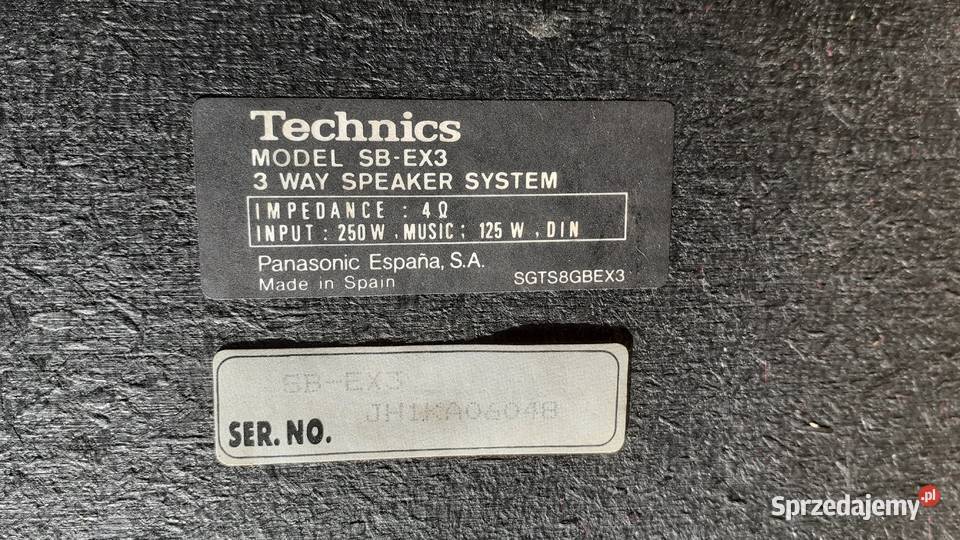 Technics
MODEL SB-EX3
3 WAY SPEAKER SYSTEM
IMPEDANCE : 4Ω
INPUT : 250W , MUSIC ; 125 W , DIN
Panasonic España, S.A.
Made in Spain SGTS8GBEX3
SB-EX3
JH1KA06048
SER. NO.
Sprzedajemy.pl